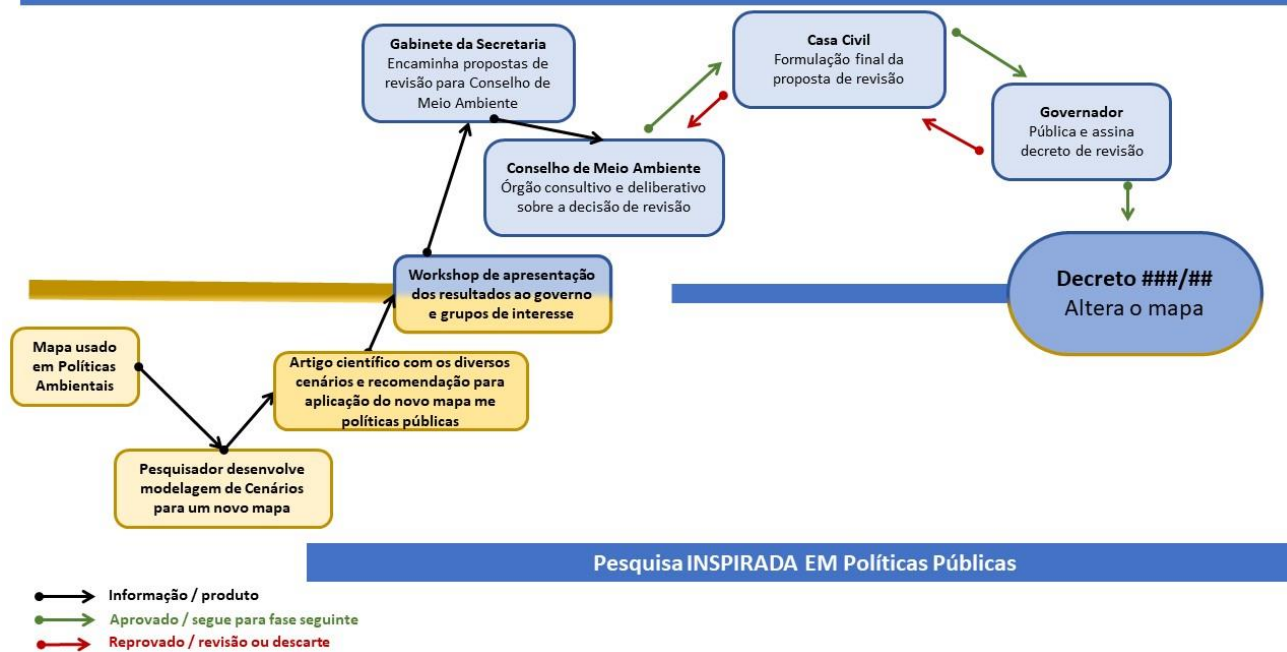 Gabinete da Secretaria
Encaminha propostas de
revisão para Conselho de
Meio Ambiente
Casa Civil
Formulação final da
proposta de revisão
Governador
Pública e assina
decreto de revisão
Conselho de Meio Ambiente
Órgão consultivo e deliberativo
sobre a decisão de revisão
Workshop de apresentação
dos resultados ao governo
e grupos de interesse
Decreto ###/##
Altera o mapa
Mapa usado
em Políticas
Ambientais
Artigo científico com os diversos
cenários e recomendação para
aplicação do novo mapa me
políticas públicas
Pesquisador desenvolve
modelagem de Cenários
para um novo mapa
Pesquisa INSPIRADA EM Políticas Públicas
Informação / produto
Aprovado / segue para fase seguinte
Reprovado / revisão ou descarte